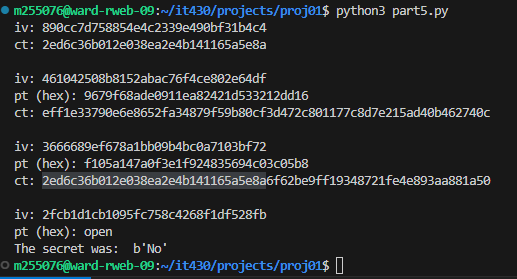 m255076@ward-rweb-09:~/it430/projects/proj01$ python3 part5.py
iv: 890cc7d758854e4c2339e490bf31b4c4
ct: 2ed6c36b012e038ea2e4b141165a5e8a
iv: 461042508b8152abac76f4ce802e64df
pt (hex): 9679f68ade0911ea82421d533212dd16
ct: eff1e33790e6e8652fa34879f59b80cf3d472c801177c8d7e215ad40b462740c
iv: 3666689ef678a1bb09b4bc0a7103bf72
pt (hex): f105a147a0f3e1f924835694c03c05b8
ct: 2ed6c36b012e038ea2e4b141165a5e8a6f62be9ff19348721fe4e893aa881a50
iv: 2fcb1d1cb1095fc758c4268f1df528fb
pt (hex): open
The secret was:  b'No'
m255076@ward-rweb-09:~/it430/projects/proj01$